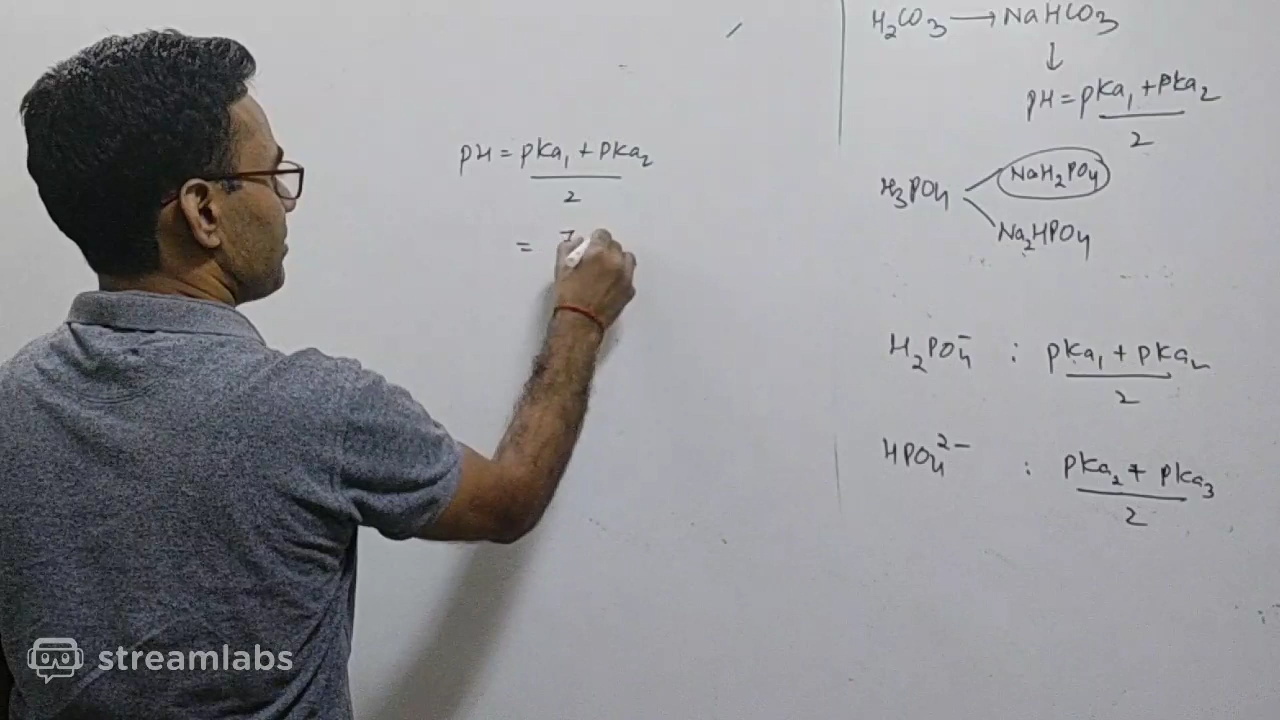 pH = pKa₁ + pKa₂
2
=
H₂CO₃ → NaHCO₃
↓
pH = pKa₁ + pKa₂
2
H₃PO₄
NaH₂PO₄
Na₂HPO₄
H₂PO₄⁻ : pKa₁ + pKa₂
2
HPO₄²⁻ : pKa₂ + pKa₃
2
streamlabs